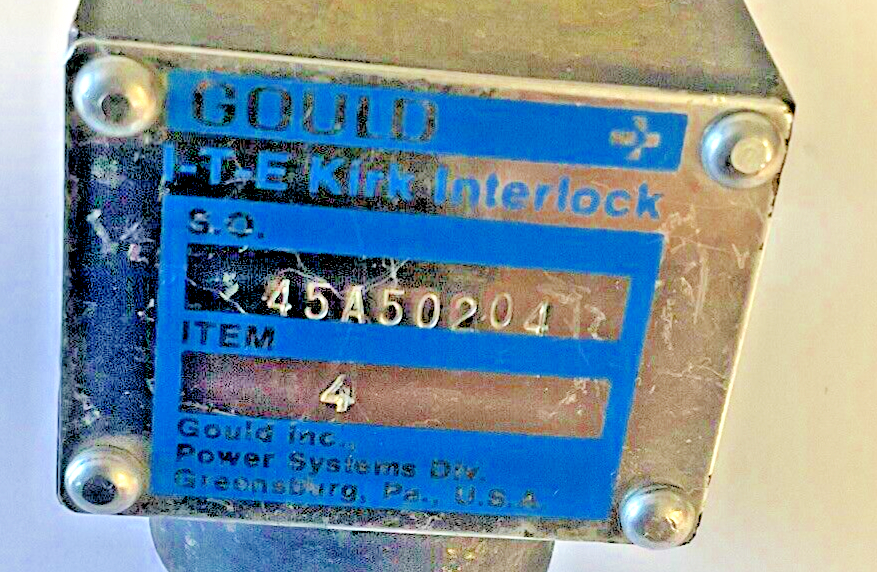 GOULD
I-T-E Kirk Interlock
S.O.
45A50204
ITEM
4
Gould Inc.,
Power Systems Div.
Greensburg, Pa., U.S.A.